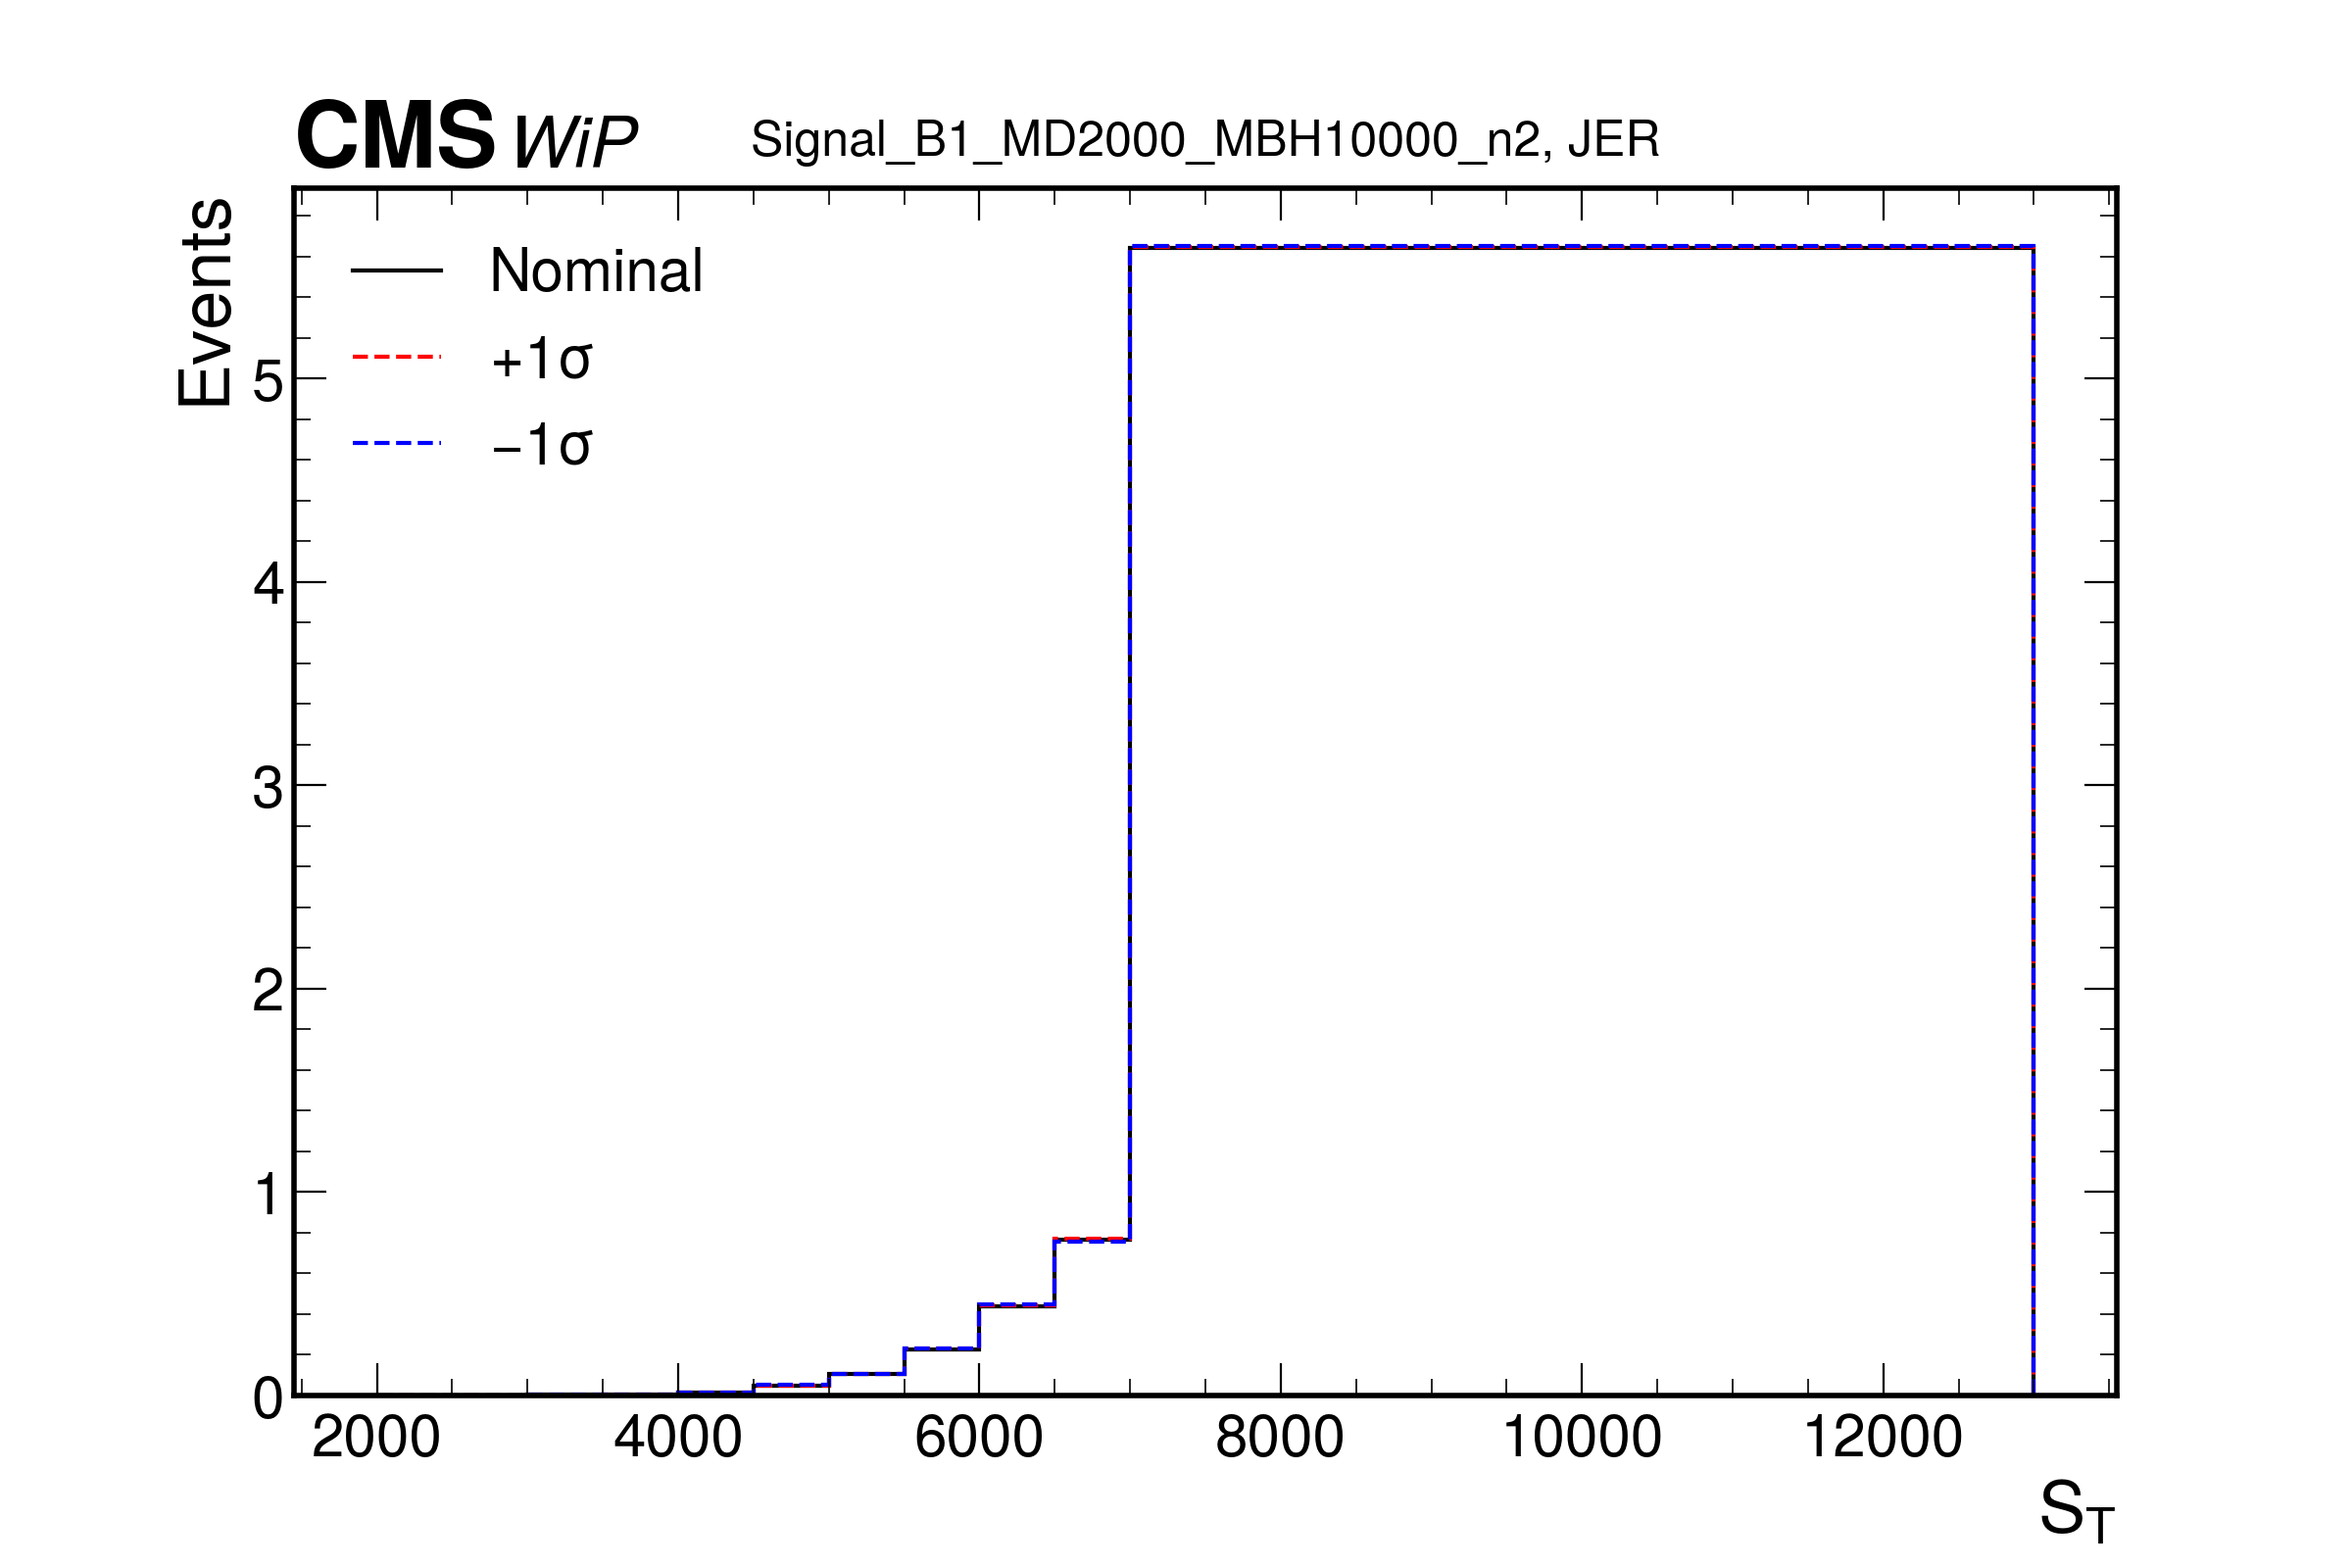 CMS WiP Signal_B1_MD2000_MBH10000_n2, JER
Events
Nominal
+1σ
−1σ
5
4
3
2
1
0
2000 4000 6000 8000 10000 12000
S_T